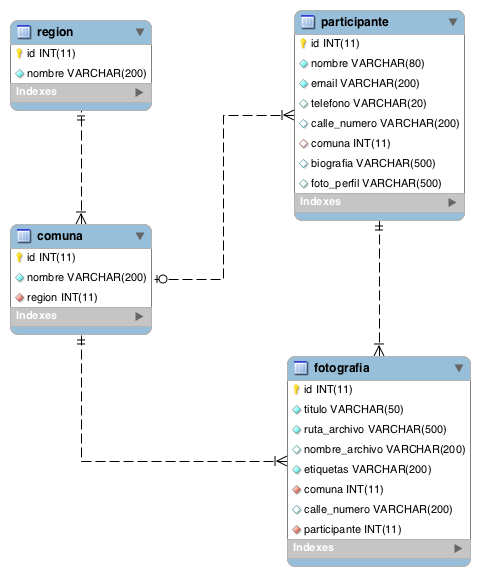 region
id INT(11)
nombre VARCHAR(200)
Indexes
participante
id INT(11)
nombre VARCHAR(80)
email VARCHAR(200)
telefono VARCHAR(20)
calle_numero VARCHAR(200)
comuna INT(11)
biografia VARCHAR(500)
foto_perfil VARCHAR(500)
Indexes
comuna
id INT(11)
nombre VARCHAR(200)
region INT(11)
Indexes
fotografia
id INT(11)
titulo VARCHAR(50)
ruta_archivo VARCHAR(500)
nombre_archivo VARCHAR(200)
etiquetas VARCHAR(200)
comuna INT(11)
calle_numero VARCHAR(200)
participante INT(11)
Indexes